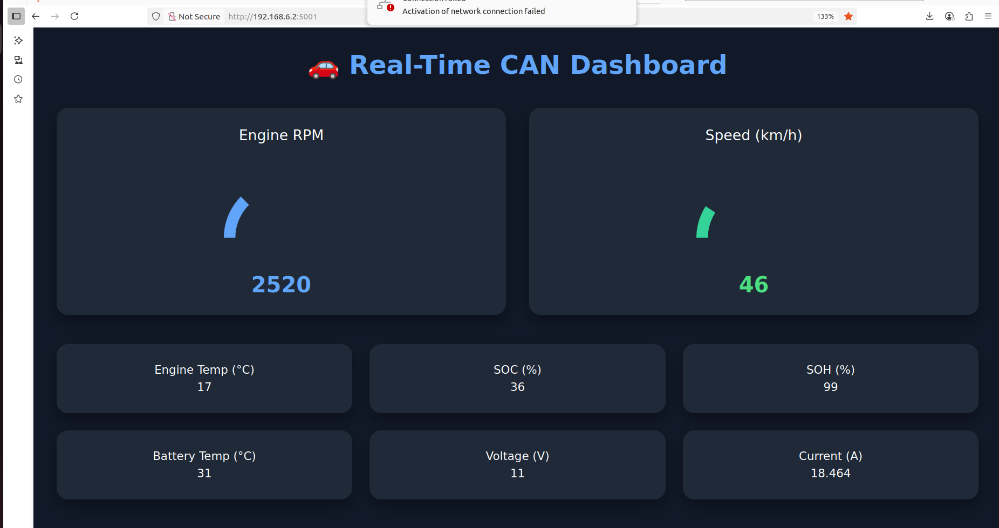 Connection failed
Activation of network connection failed
Not Secure
http://192.168.6.2:5001
133%
Real-Time CAN Dashboard
Engine RPM
2520
Speed (km/h)
46
Engine Temp (°C)
17
SOC (%)
36
SOH (%)
99
Battery Temp (°C)
31
Voltage (V)
11
Current (A)
18.464